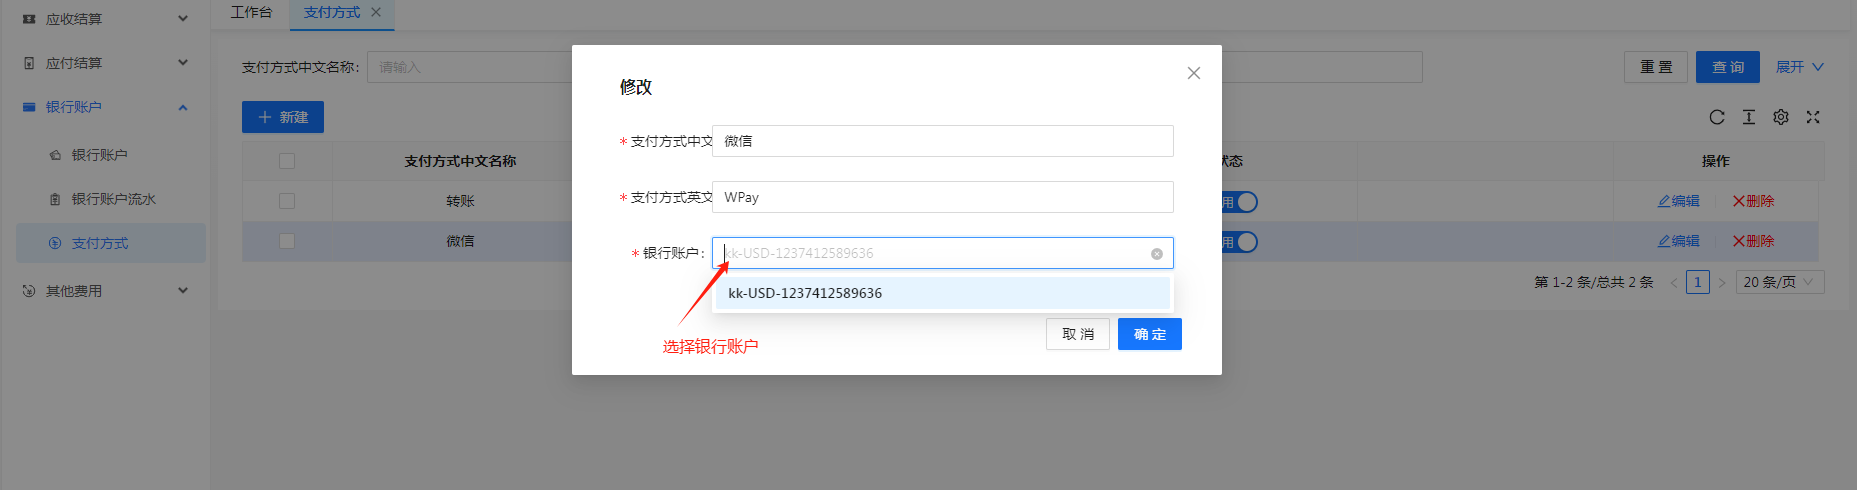 应收结算
应付结算
银行账户
银行账户
银行账户流水
支付方式
其他费用
工作台
支付方式
支付方式中文名称:
请输入
重 置
查 询
展开
新建
支付方式中文名称
状态
操作
转账
用
编辑
删除
微信
用
编辑
删除
第 1-2 条/总共 2 条
1
20 条/页
修改
* 支付方式中文
微信
* 支付方式英文
WPay
* 银行账户:
kk-USD-1237412589636
kk-USD-1237412589636
选择银行账户
取 消
确 定